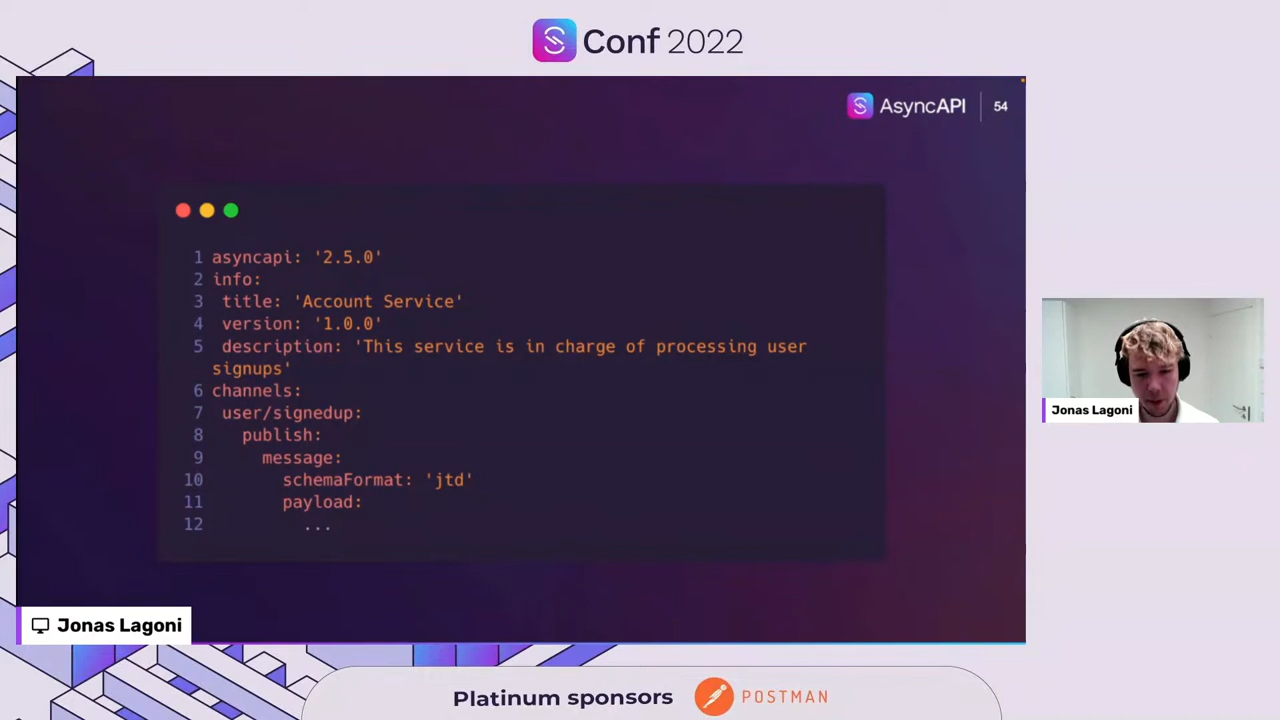 Conf 2022
AsyncAPI
54
1 asyncapi: '2.5.0'
2 info:
3 title: 'Account Service'
4 version: '1.0.0'
5 description: 'This service is in charge of processing user
signups'
6 channels:
7 user/signedup:
8 publish:
9 message:
10 schemaFormat: 'jtd'
11 payload:
12 ...
Jonas Lagoni
Jonas Lagoni
Platinum sponsors
POSTMAN